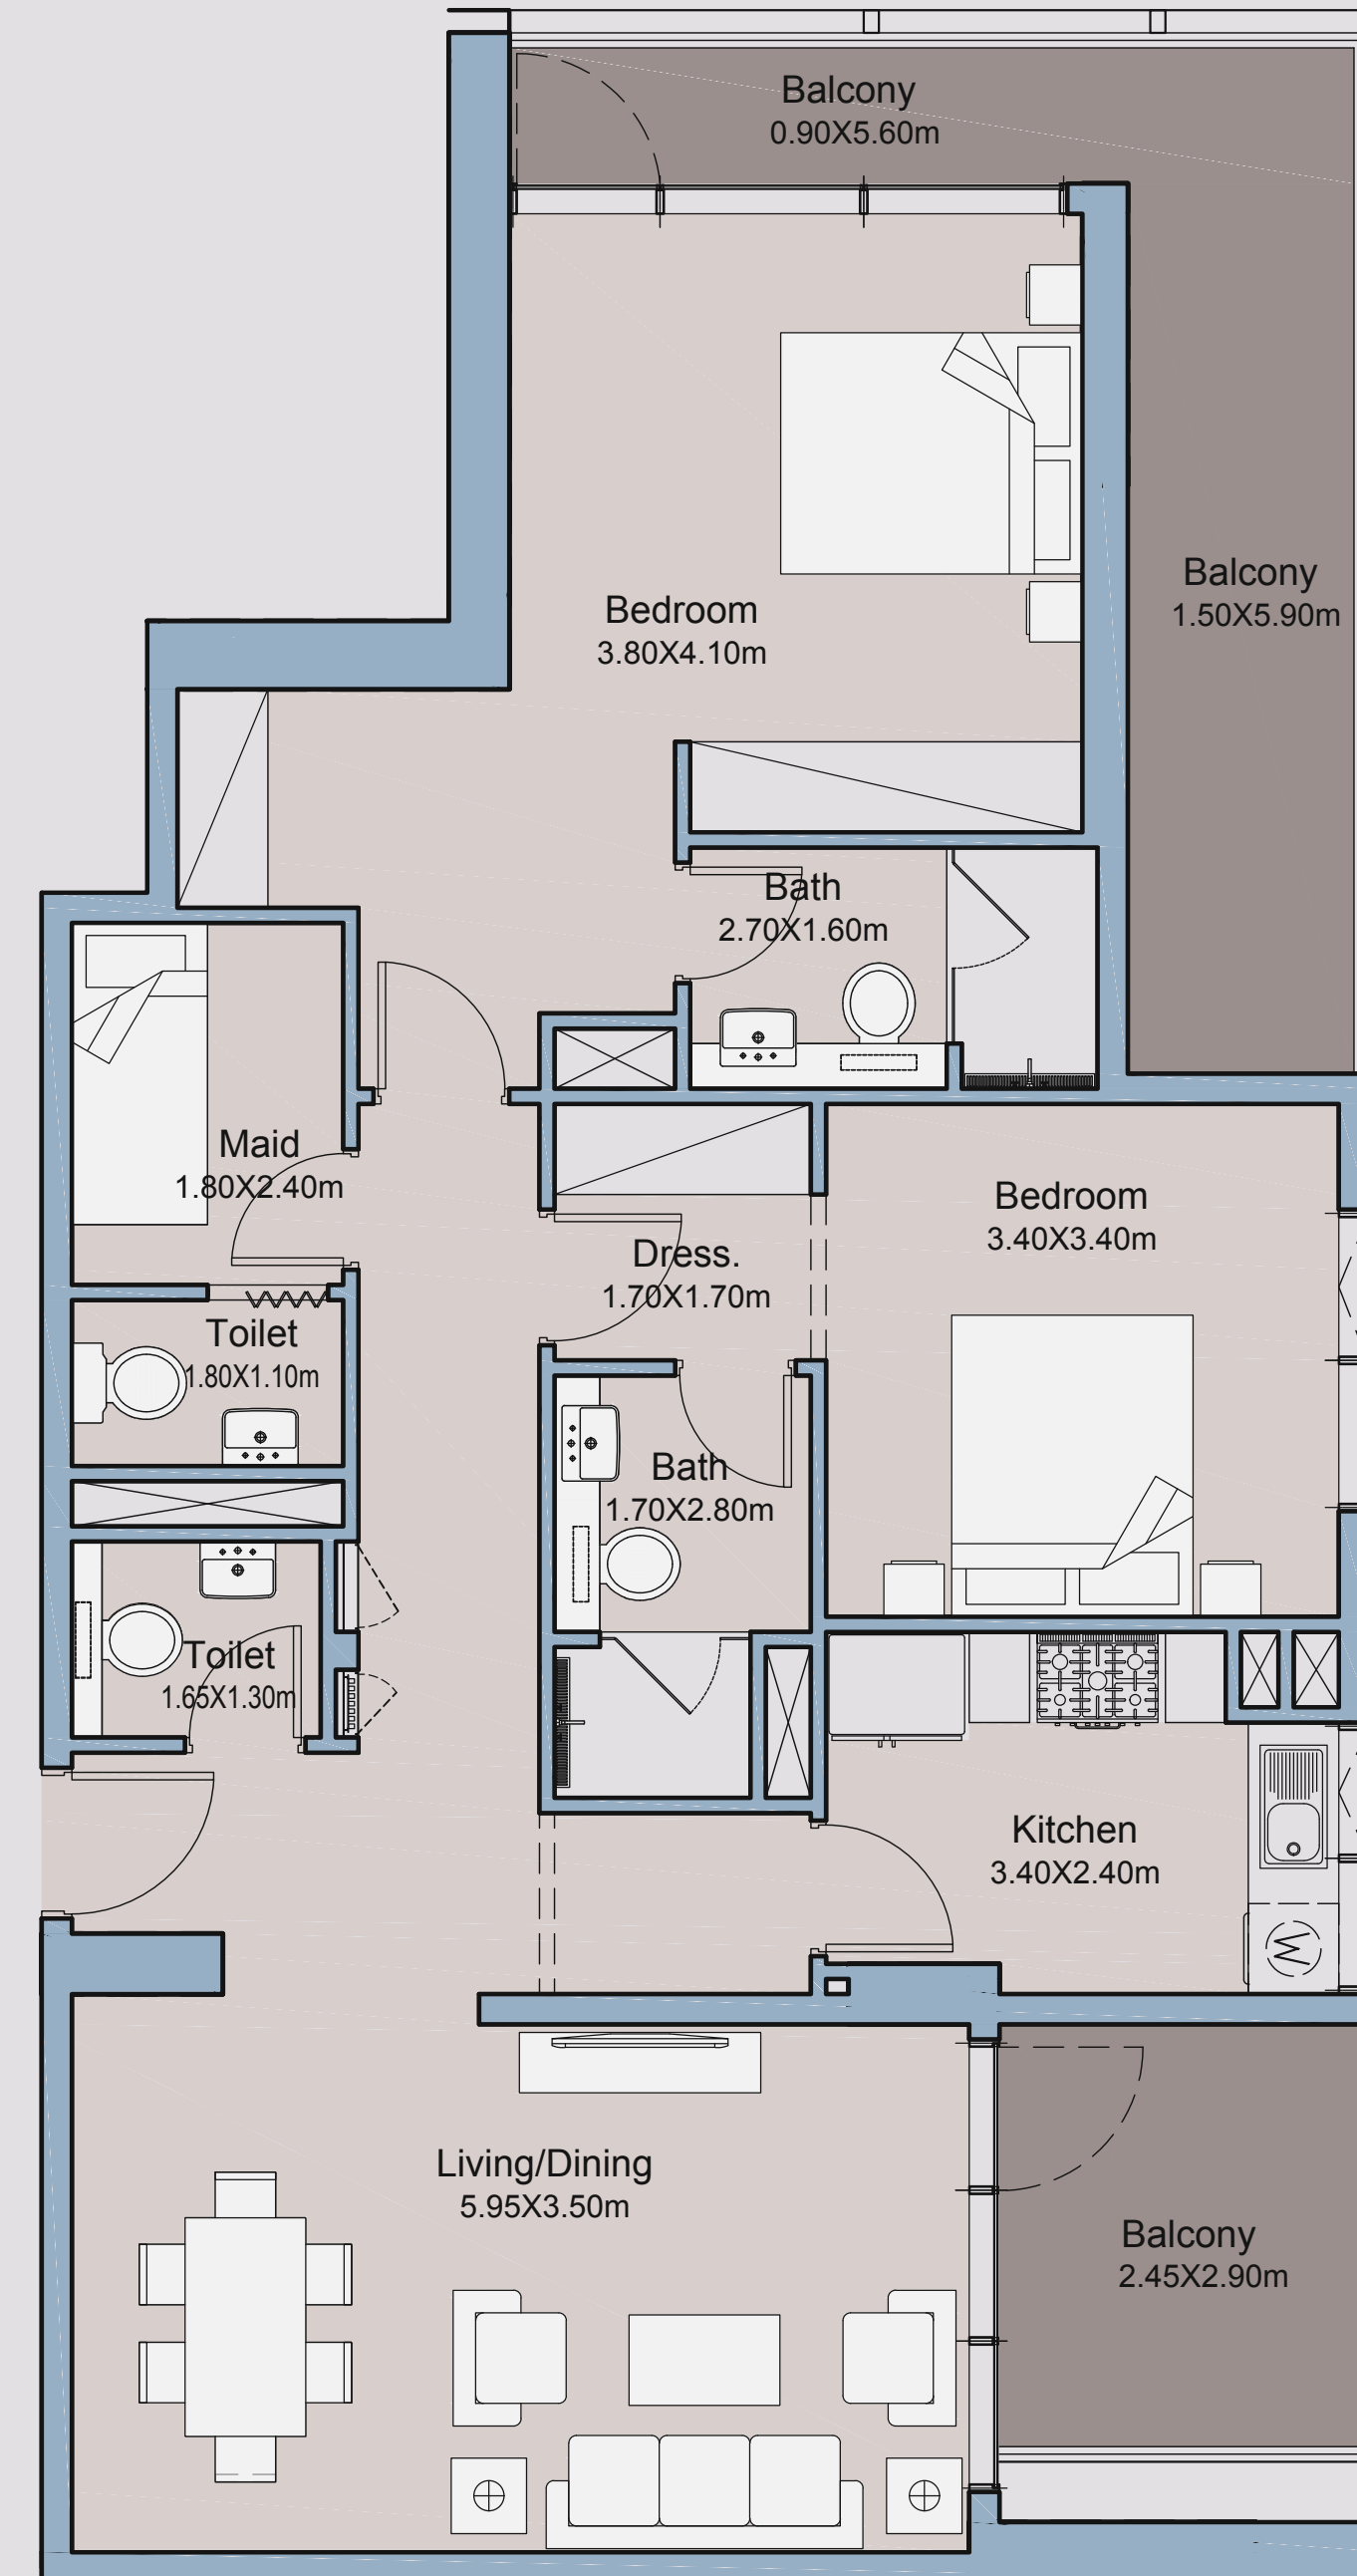 Balcony
0.90X5.60m
Balcony
1.50X5.90m
Bedroom
3.80X4.10m
Bath
2.70X1.60m
Maid
1.80X2.40m
Bedroom
3.40X3.40m
Dress.
1.70X1.70m
Toilet
1.80X1.10m
Bath
1.70X2.80m
Toilet
1.65X1.30m
Kitchen
3.40X2.40m
W
Living/Dining
5.95X3.50m
Balcony
2.45X2.90m